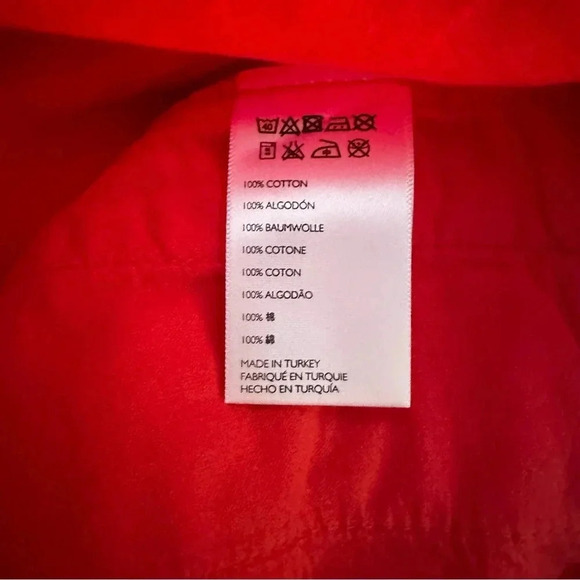 40
100% COTTON
100% ALGODÓN
100% BAUMWOLLE
100% COTONE
100% COTON
100% ALGODÃO
100% 棉
100% 綿
MADE IN TURKEY
FABRIQUÉ EN TURQUIE
HECHO EN TURQUÍA